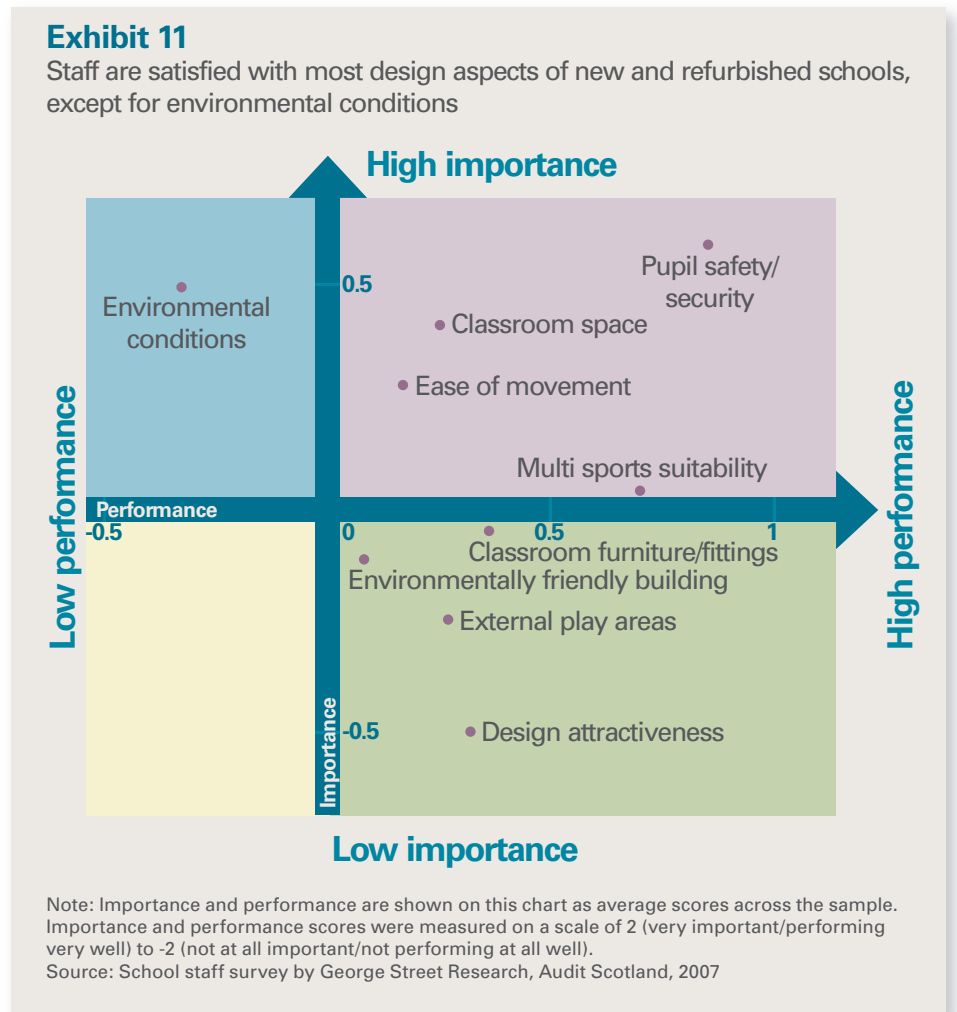 Exhibit 11
Staff are satisfied with most design aspects of new and refurbished schools,
except for environmental conditions
High importance
Pupil safety/
security
0.5
Environmental
conditions
Classroom space
Ease of movement
Low performance
High performance
Multi sports suitability
Performance
-0.5
0
0.5
1
Classroom furniture/fittings
Environmentally friendly building
External play areas
Importance
-0.5
Design attractiveness
Low importance
Note: Importance and performance are shown on this chart as average scores across the sample.
Importance and performance scores were measured on a scale of 2 (very important/performing
very well) to -2 (not at all important/not performing at all well).
Source: School staff survey by George Street Research, Audit Scotland, 2007